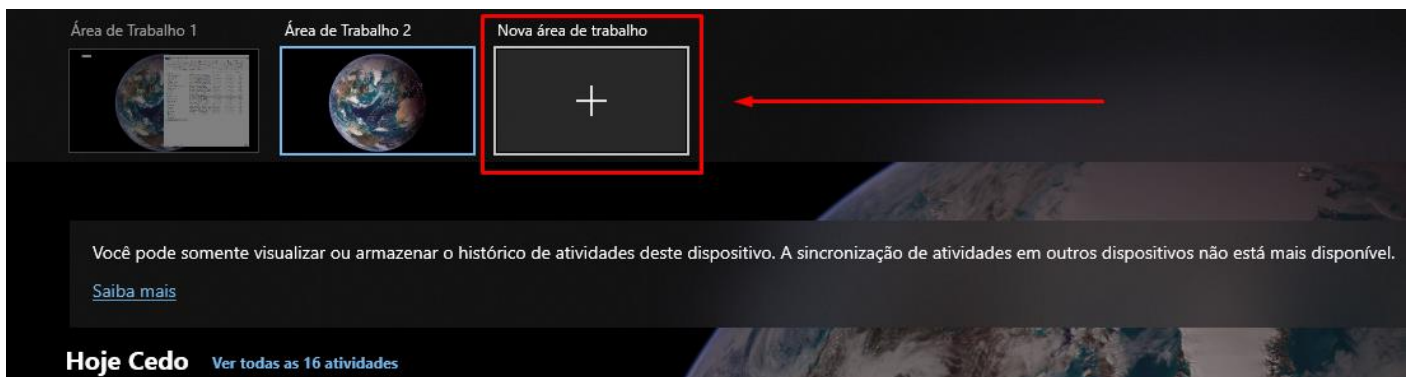 Área de Trabalho 1
Área de Trabalho 2
Nova área de trabalho
Você pode somente visualizar ou armazenar o histórico de atividades deste dispositivo. A sincronização de atividades em outros dispositivos não está mais disponível.
Saiba mais
Hoje Cedo Ver todas as 16 atividades